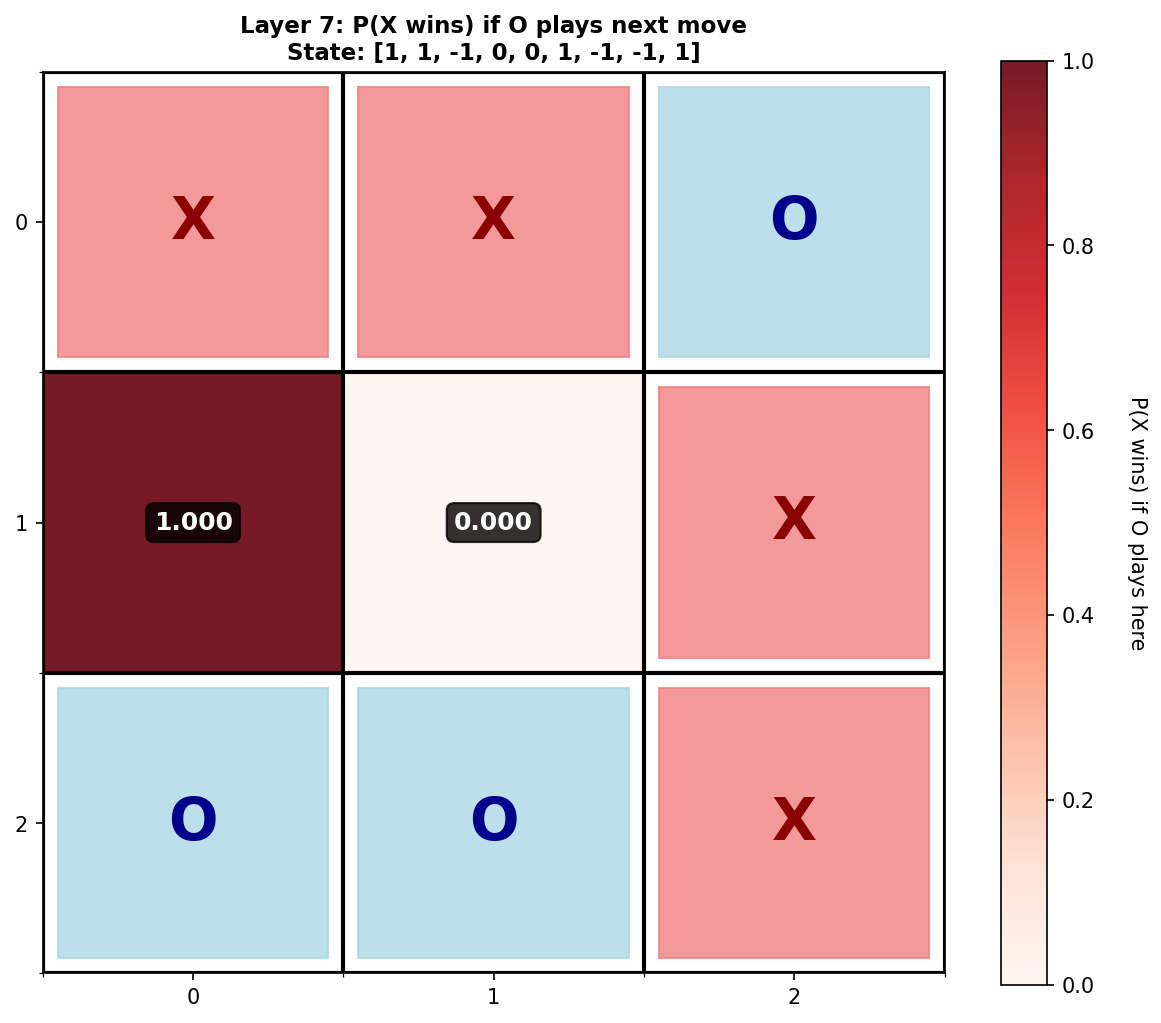 Layer 7: P(X wins) if O plays next move
State: [1, 1, -1, 0, 0, 1, -1, -1, 1]
0
X
X
O
1
1.000
0.000
X
2
O
O
X
0
1
2
1.0
0.8
0.6
0.4
0.2
0.0
P(X wins) if O plays here